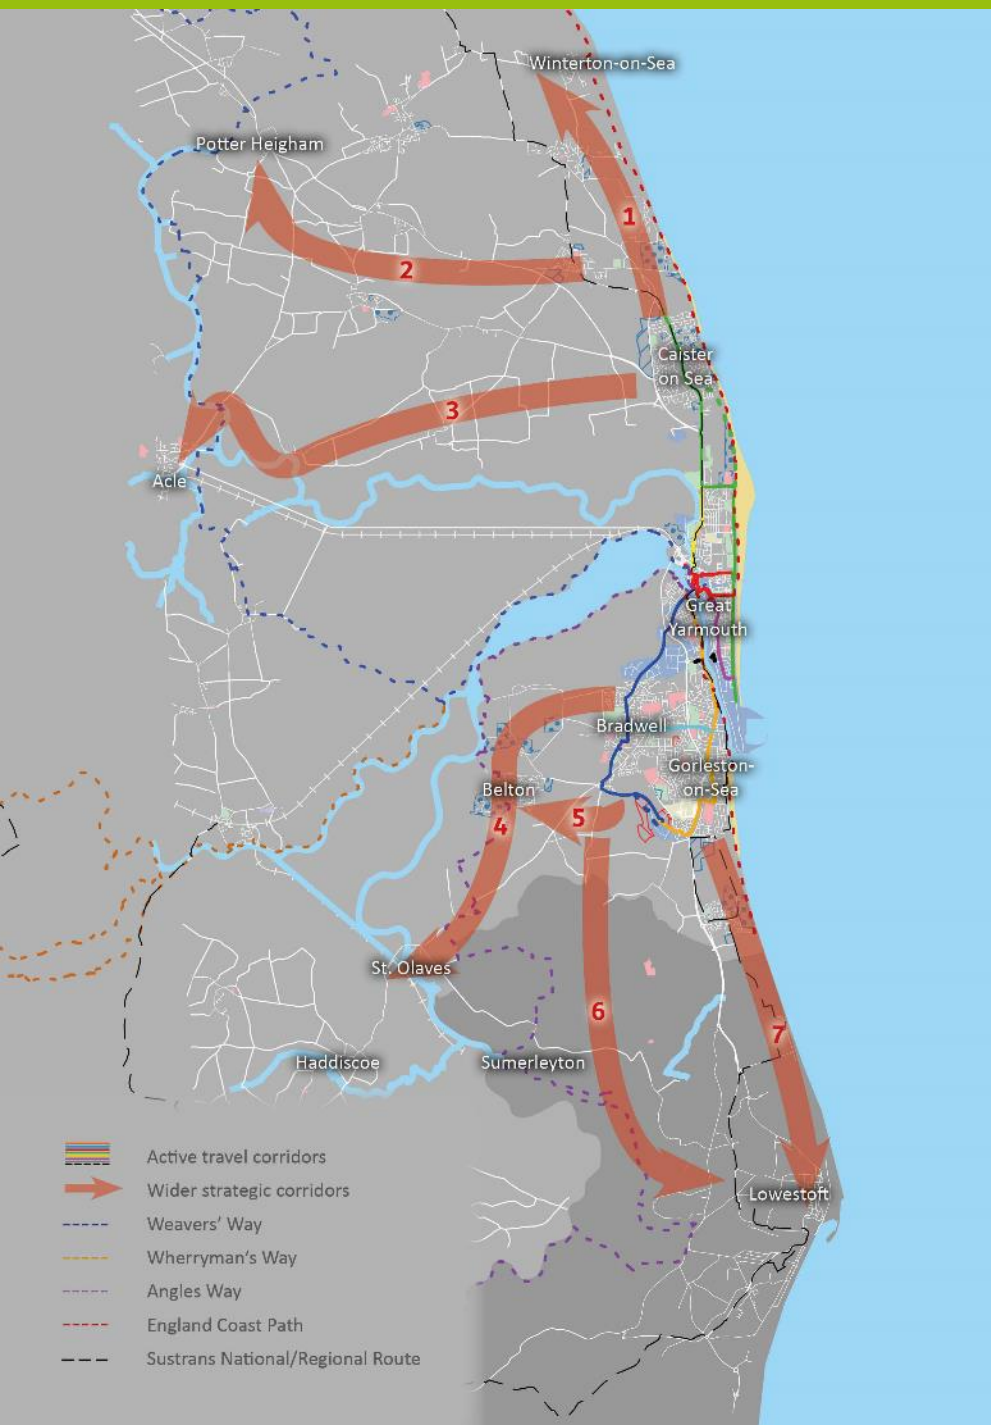 Winterton-on-Sea
Potter Heigham
1
2
Caister
on Sea
3
Acle
Great
Yarmouth
Bradwell
Gorleston-
on-Sea
Belton
5
4
St. Olaves
6
7
Haddiscoe
Sumerleyton
Lowestoft
Active travel corridors
Wider strategic corridors
Weavers' Way
Wherryman's Way
Angles Way
England Coast Path
Sustrans National/Regional Route